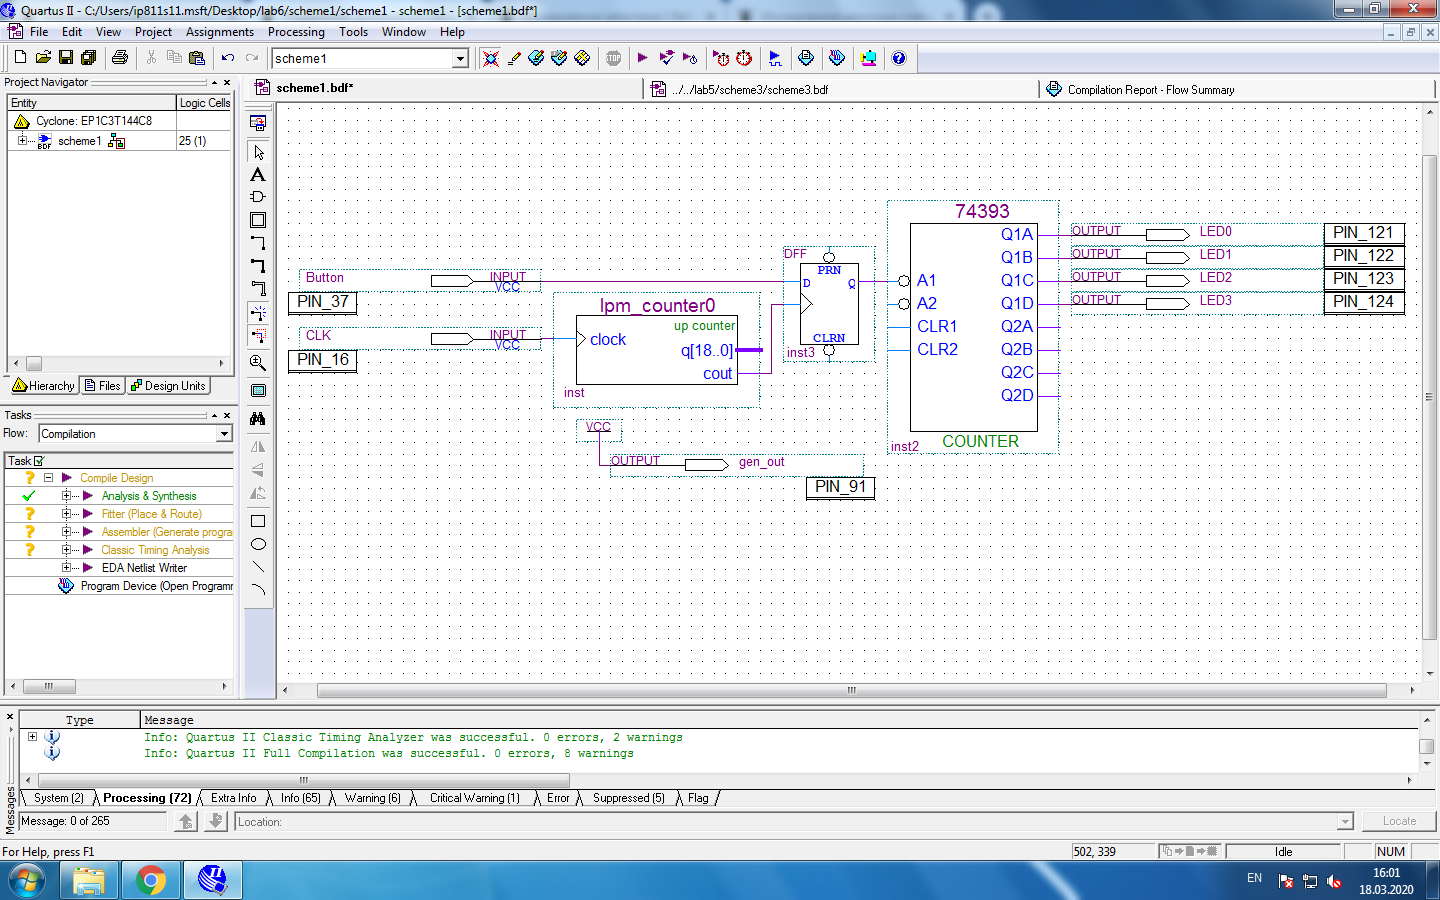 Quartus II - C:/Users/ip811s11.msft/Desktop/lab6/scheme1/scheme1 - scheme1 - [scheme1.bdf*]
File Edit View Project Assignments Processing Tools Window Help
scheme1
Project Navigator
Entity Logic Cells
Cyclone: EP1C3T144C8
scheme1 25 (1)
Hierarchy Files Design Units
Tasks
Flow: Compilation
Task
Compile Design
Analysis & Synthesis
Fitter (Place & Route)
Assembler (Generate progra
Classic Timing Analysis
EDA Netlist Writer
Program Device (Open Programm
scheme1.bdf*
../../lab5/scheme3/scheme3.bdf
Compilation Report - Flow Summary
Button INPUT
VCC
PIN_37
CLK INPUT
VCC
PIN_16
lpm_counter0
up counter
clock
q[18..0]
cout
inst
VCC
OUTPUT gen_out
PIN_91
DFF
PRN
D Q
CLRN
inst3
74393
A1
A2
CLR1
CLR2
Q1A
Q1B
Q1C
Q1D
Q2A
Q2B
Q2C
Q2D
inst2
COUNTER
OUTPUT LED0 PIN_121
OUTPUT LED1 PIN_122
OUTPUT LED2 PIN_123
OUTPUT LED3 PIN_124
Type Message
Info: Quartus II Classic Timing Analyzer was successful. 0 errors, 2 warnings
Info: Quartus II Full Compilation was successful. 0 errors, 8 warnings
System (2) Processing (72) Extra Info Info (65) Warning (6) Critical Warning (1) Error Suppressed (5) Flag
Messages
Message: 0 of 265 Location: Locate
For Help, press F1 502, 339 Idle NUM
EN 16:01
18.03.2020